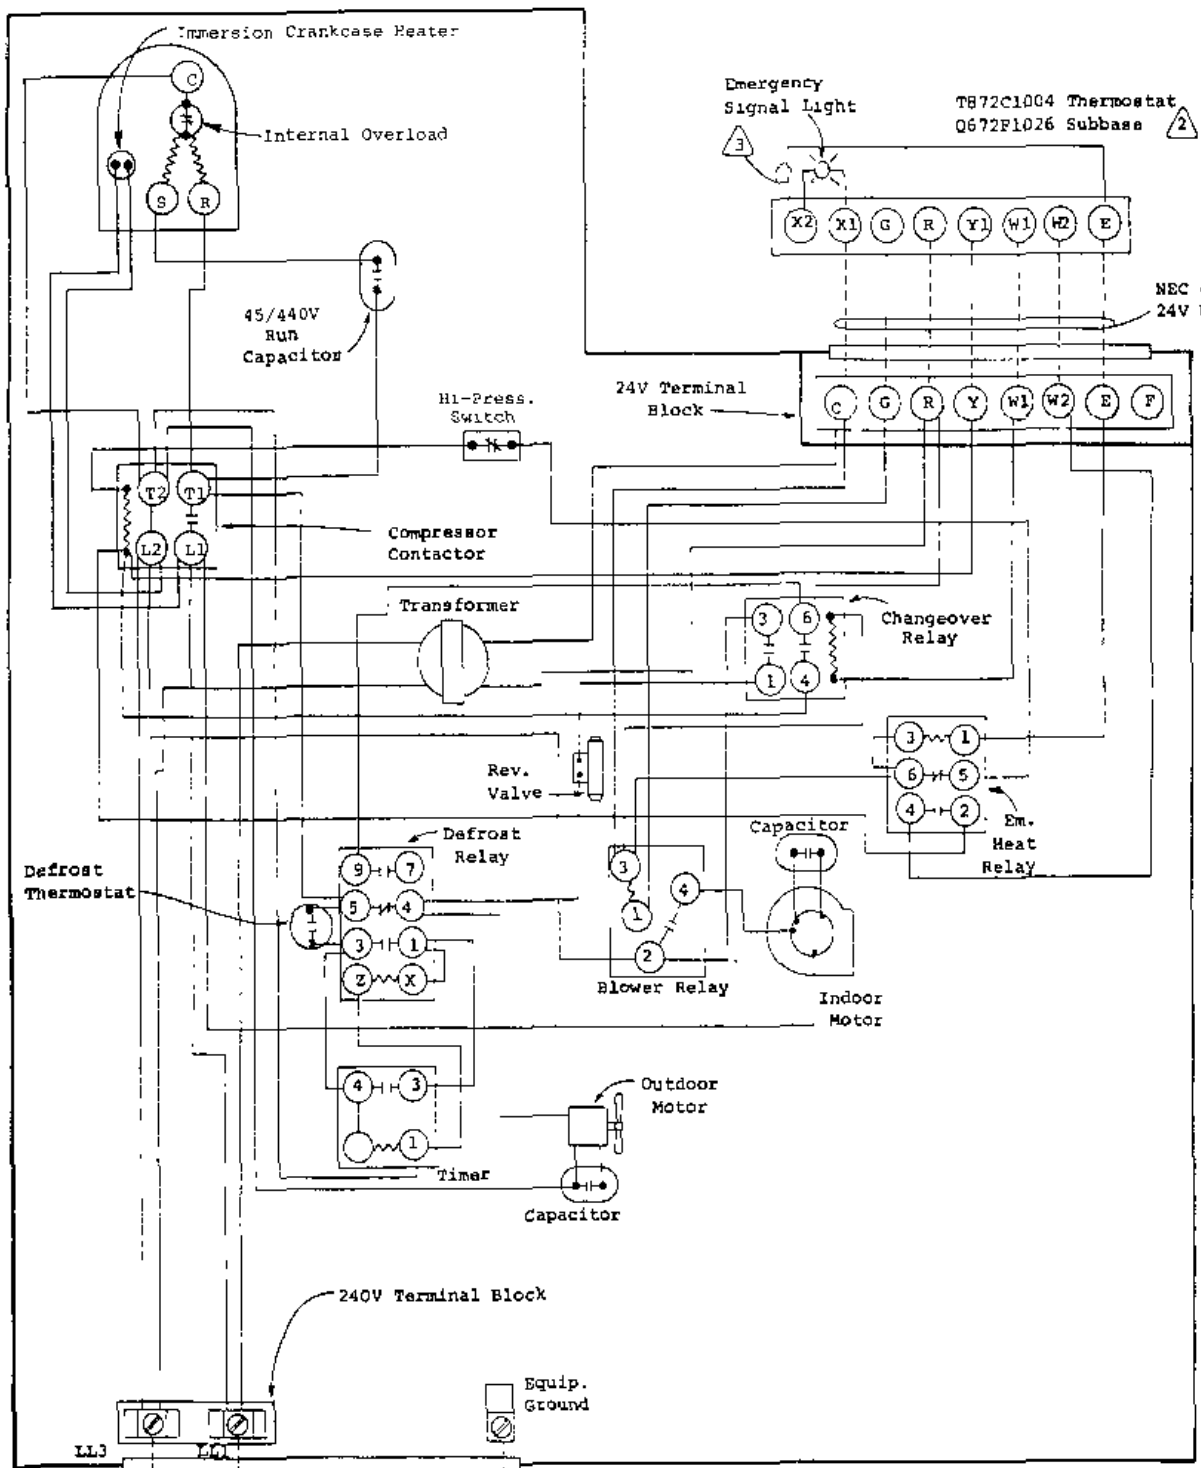 Immersion Crankcase Heater
C
Internal Overload
S R
45/440V
Run
Capacitor
Emergency
Signal Light
T872C1004 Thermostat
Q672F1026 Subbase
2
3
X2 X1 G R Y1 W1 W2 E
NEC
24V
24V Terminal
Block
C G R Y W1 W2 E F
Hi-Press.
Switch
T2 T1
L2 L1
Compressor
Contactor
Transformer
3 6
1 4
Changeover
Relay
Rev.
Valve
3 1
6 5
4 2
Em.
Heat
Relay
Defrost
Relay
Defrost
Thermostat
9 7
5 4
3 1
Z X
3
4
1
2
Blower Relay
Capacitor
Indoor
Motor
4 3
1
Timer
Outdoor
Motor
Capacitor
240V Terminal Block
Equip.
Ground
LL3